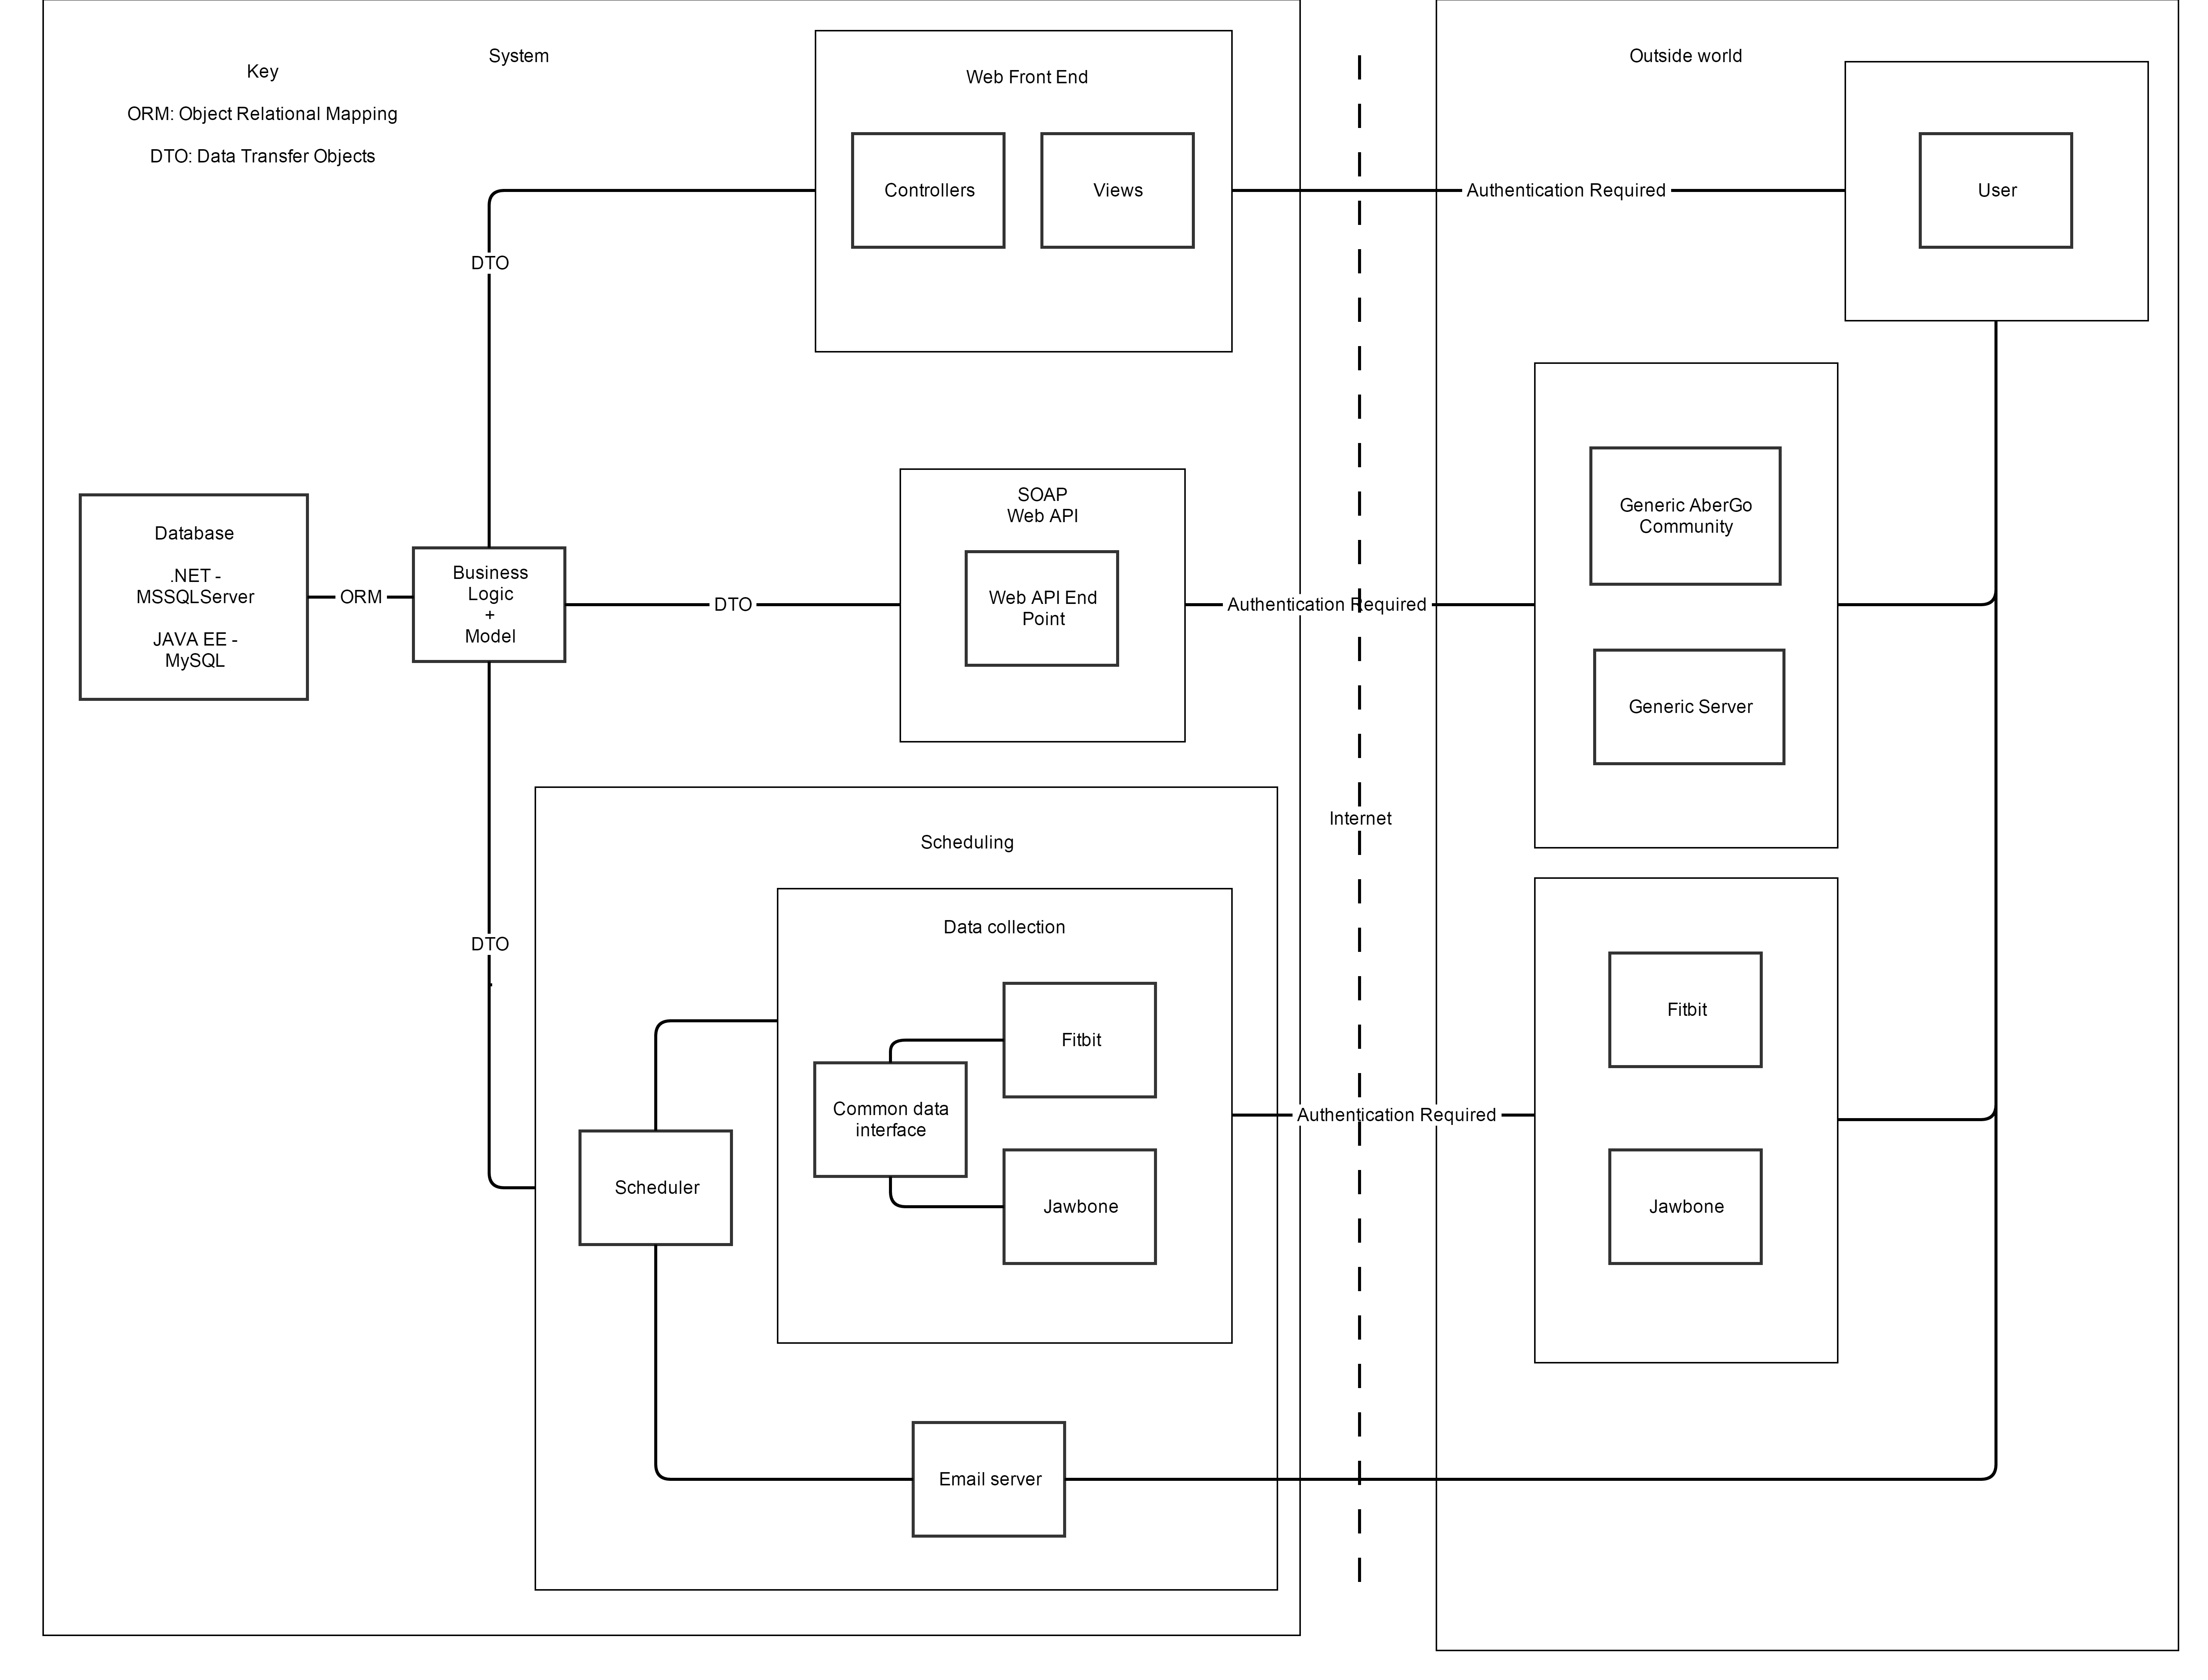 System
Key
ORM: Object Relational Mapping
DTO: Data Transfer Objects
Web Front End
Controllers
Views
DTO
Authentication Required
Outside world
User
Database
.NET -
MSSQLServer
JAVA EE -
MySQL
ORM
Business
Logic
+
Model
DTO
SOAP
Web API
Web API End
Point
Authentication Required
Generic AberGo
Community
Generic Server
Internet
Scheduling
Data collection
DTO
Fitbit
Common data
interface
Jawbone
Scheduler
Authentication Required
Fitbit
Jawbone
Email server